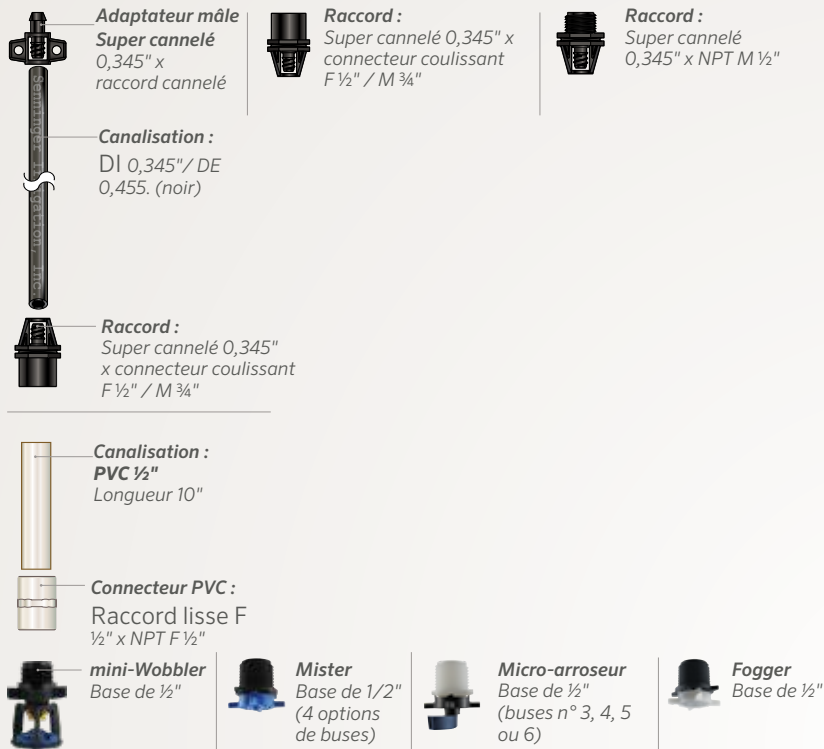 Adaptateur mâle
Super cannelé
0,345" x
raccord cannelé
Raccord :
Super cannelé 0,345" x
connecteur coulissant
F ½" / M ¾"
Raccord :
Super cannelé
0,345" x NPT M ½"
Senninger Irrigation, Inc.
Canalisation :
DI 0,345"/ DE
0,455. (noir)
Raccord :
Super cannelé 0,345"
x connecteur coulissant
F ½" / M ¾"
Canalisation :
PVC ½"
Longueur 10"
Connecteur PVC :
Raccord lisse F
½" x NPT F ½"
mini-Wobbler
Base de ½"
Mister
Base de 1/2"
(4 options
de buses)
Micro-arroseur
Base de ½"
(buses n° 3, 4, 5
ou 6)
Fogger
Base de ½"